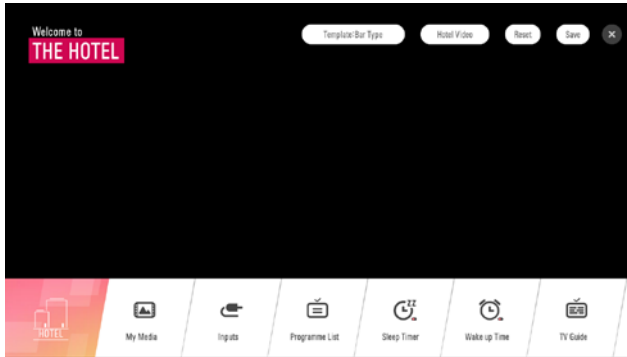 Welcome to
THE HOTEL
Template/Bar Type
Hotel Video
Reset
Save
HOTEL
My Media
Inputs
Programme List
Sleep Timer
Wake up Time
TV Guide